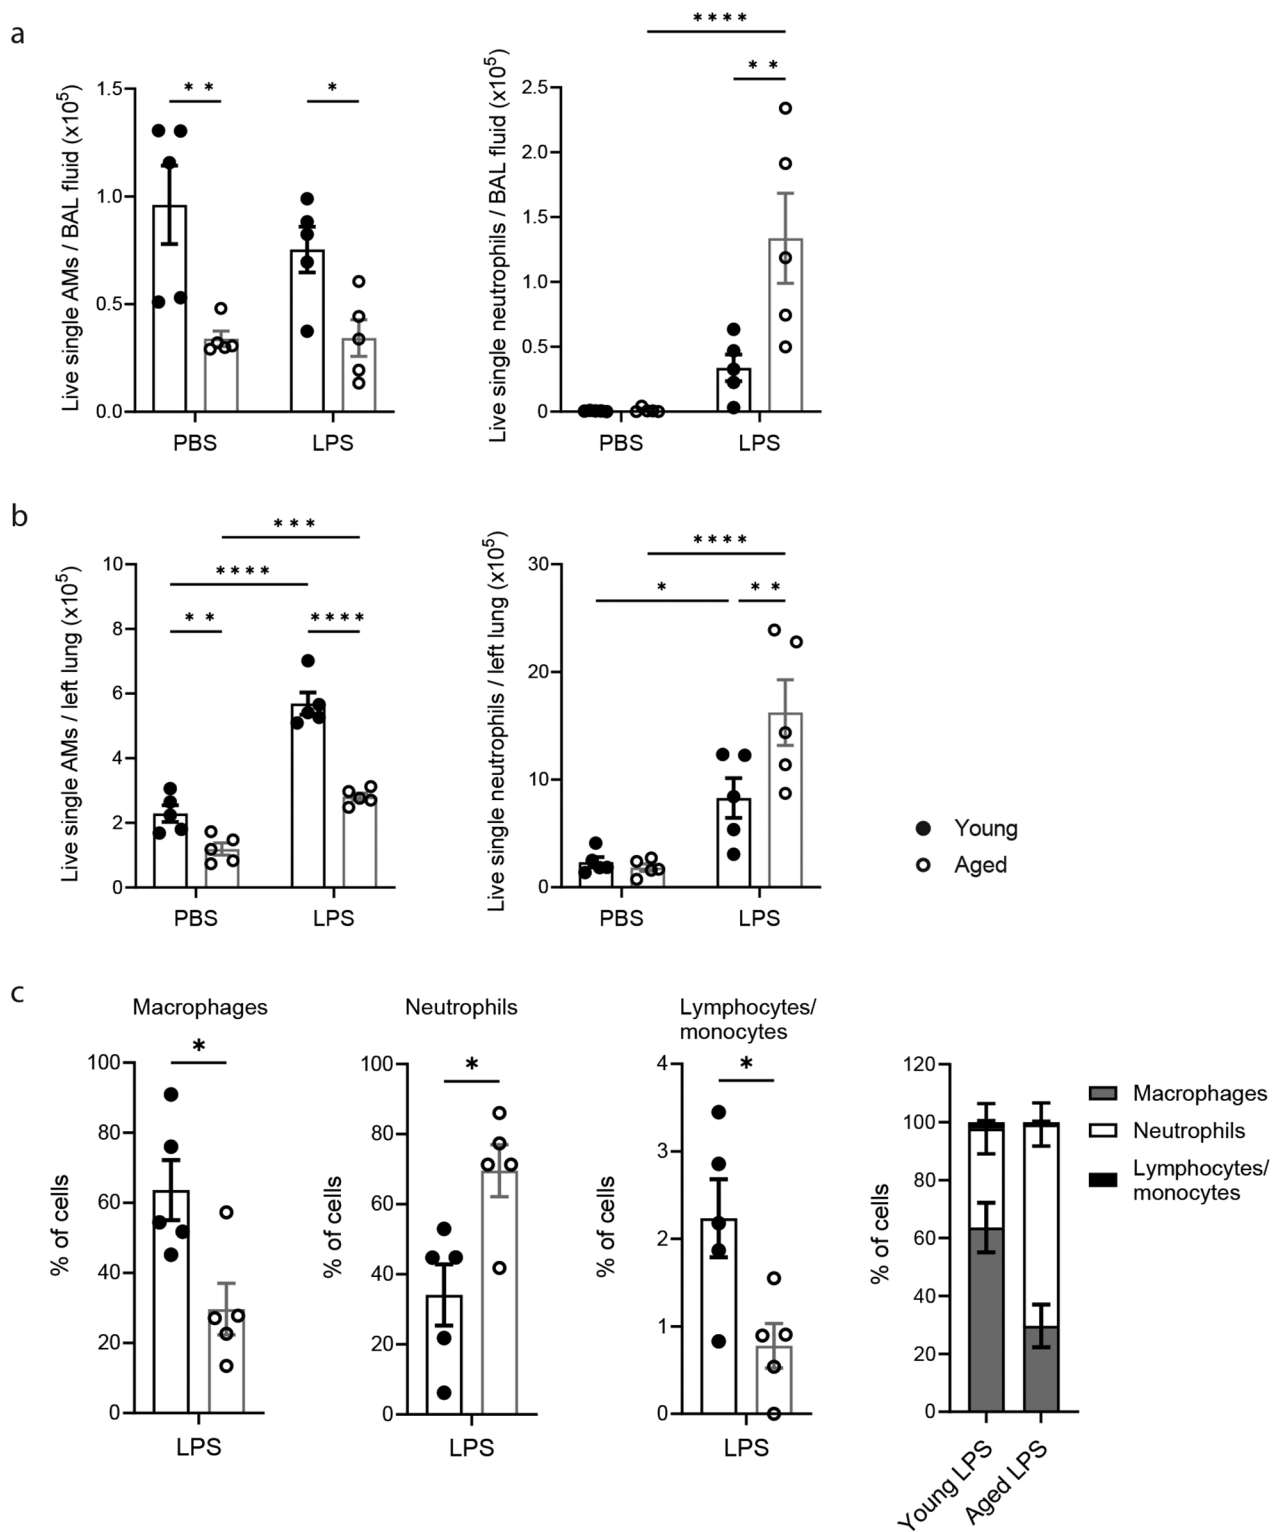 a
Live single AMs / BAL fluid (x10⁵)
1.5
1.0
0.5
0.0
**
*
PBS
LPS
Live single neutrophils / BAL fluid (x10⁵)
2.5
2.0
1.5
1.0
0.5
0
****
**
PBS
LPS
b
Live single AMs / left lung (x10⁵)
10
8
6
4
2
0
***
****
**
****
PBS
LPS
Live single neutrophils / left lung (x10⁵)
30
20
10
0
****
*
**
PBS
LPS
Young
Aged
c
Macrophages
% of cells
100
80
60
40
20
0
*
LPS
Neutrophils
% of cells
100
80
60
40
20
0
*
LPS
Lymphocytes/
monocytes
% of cells
4
3
2
1
0
*
LPS
% of cells
120
100
80
60
40
20
0
Young LPS
Aged LPS
Macrophages
Neutrophils
Lymphocytes/
monocytes